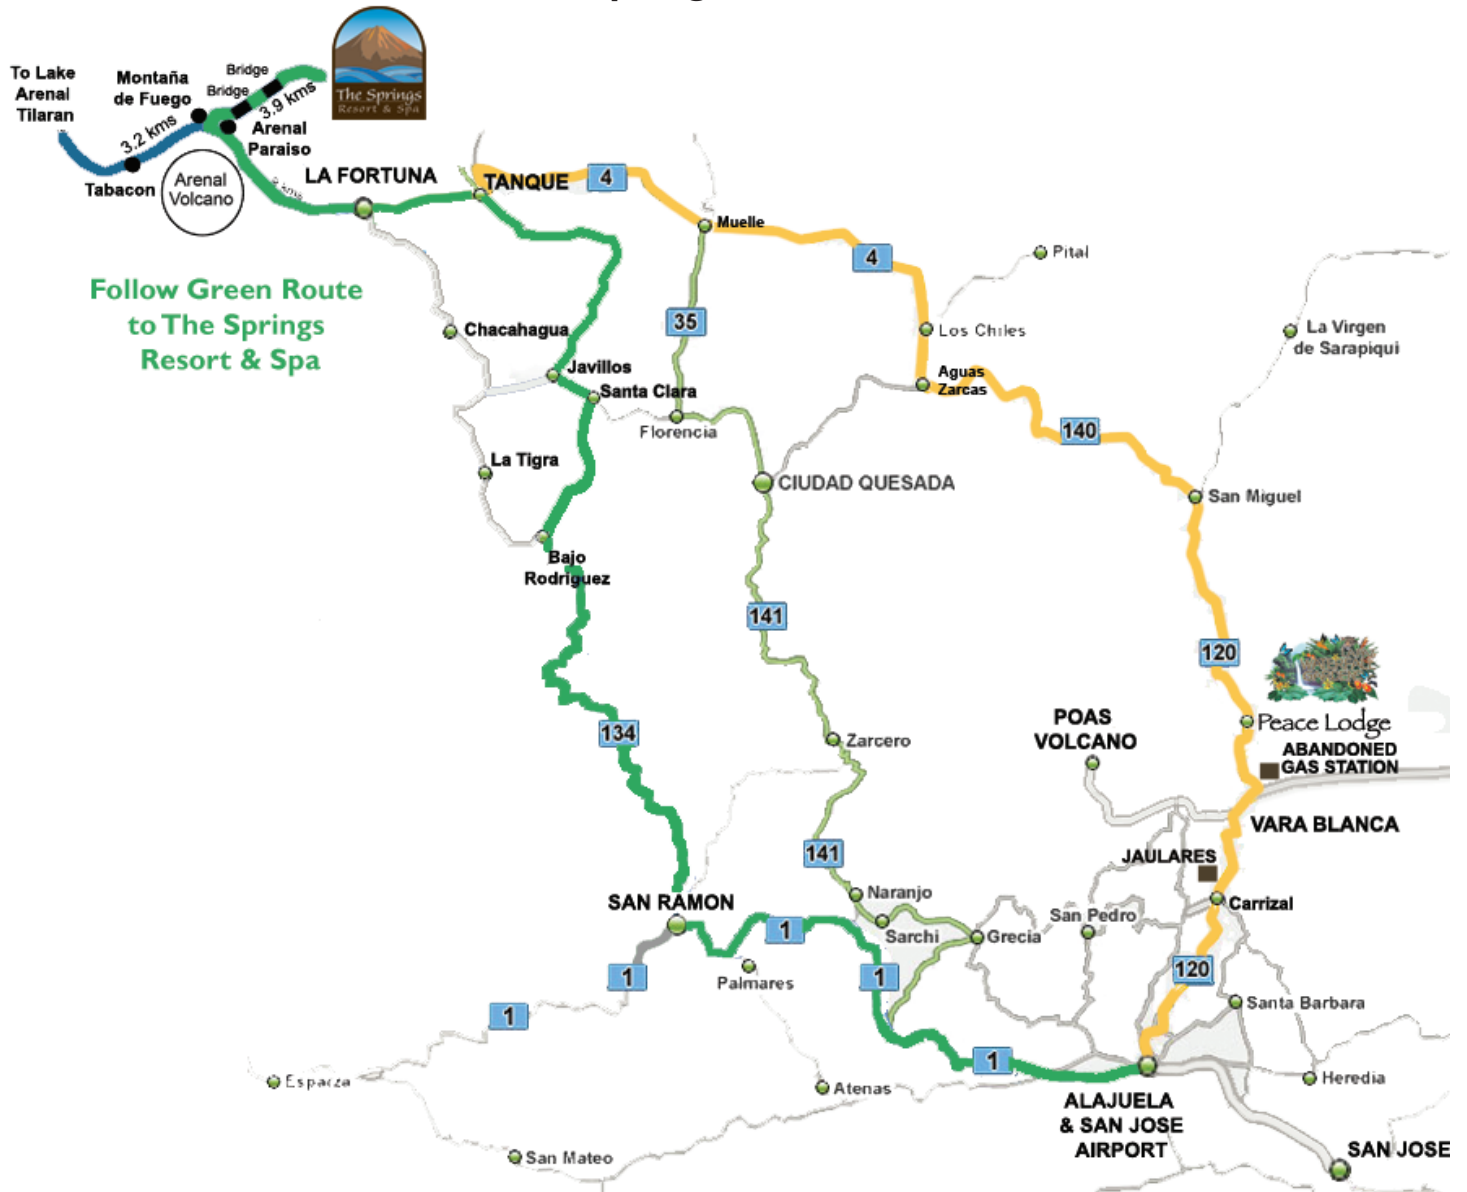 To Lake
Arenal
Tilaran
Montaña
de Fuego
Bridge
Bridge
3.9 kms
3.2 kms
The Springs
Resort & Spa
Arenal
Paraiso
Tabacon
Arenal
Volcano
LA FORTUNA
TANQUE
4
Muelle
4
Pital
Follow Green Route
to The Springs
Resort & Spa
35
Chacahagua
Los Chiles
La Virgen
de Sarapiqui
Javillos
Santa Clara
Aguas
Zarcas
Florencia
140
La Tigra
CIUDAD QUESADA
San Miguel
Bajo
Rodriguez
141
120
134
Zarcero
POAS
VOLCANO
Peace Lodge
ABANDONED
GAS STATION
VARA BLANCA
141
JAULARES
SAN RAMON
Naranjo
Carrizal
1
Sarchi
Grecia
San Pedro
1
Palmares
1
120
1
Santa Barbara
1
Esparza
Atenas
Heredia
ALAJUELA
& SAN JOSE
AIRPORT
San Mateo
SAN JOSE